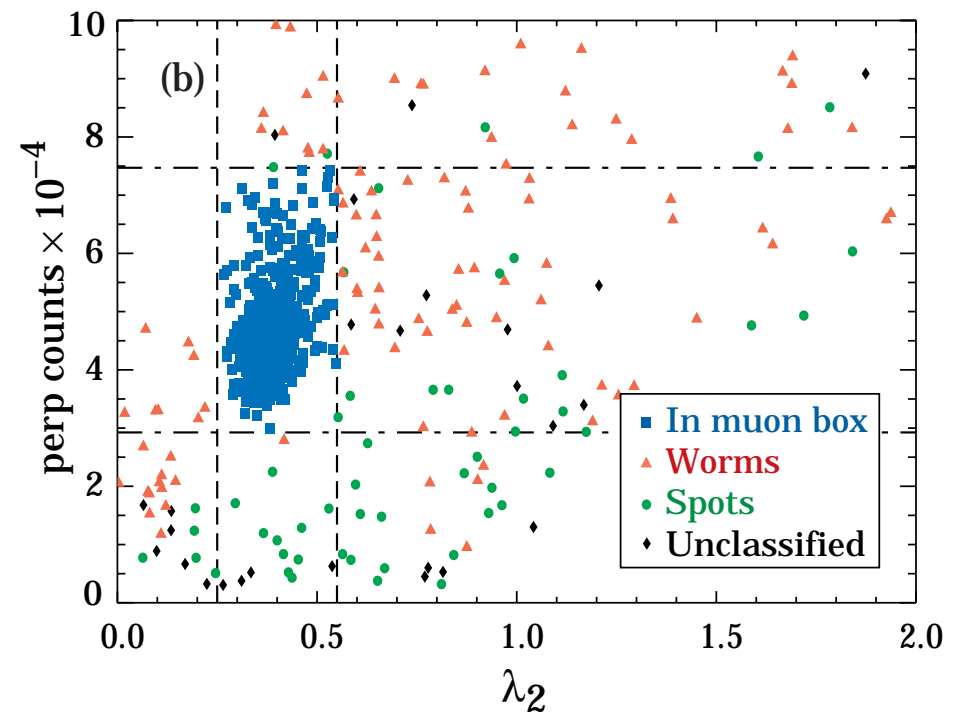 (b)
perp counts × 10⁻⁴
10
8
6
4
2
0
0.0 0.5 1.0 1.5 2.0
λ₂
In muon box
Worms
Spots
Unclassified